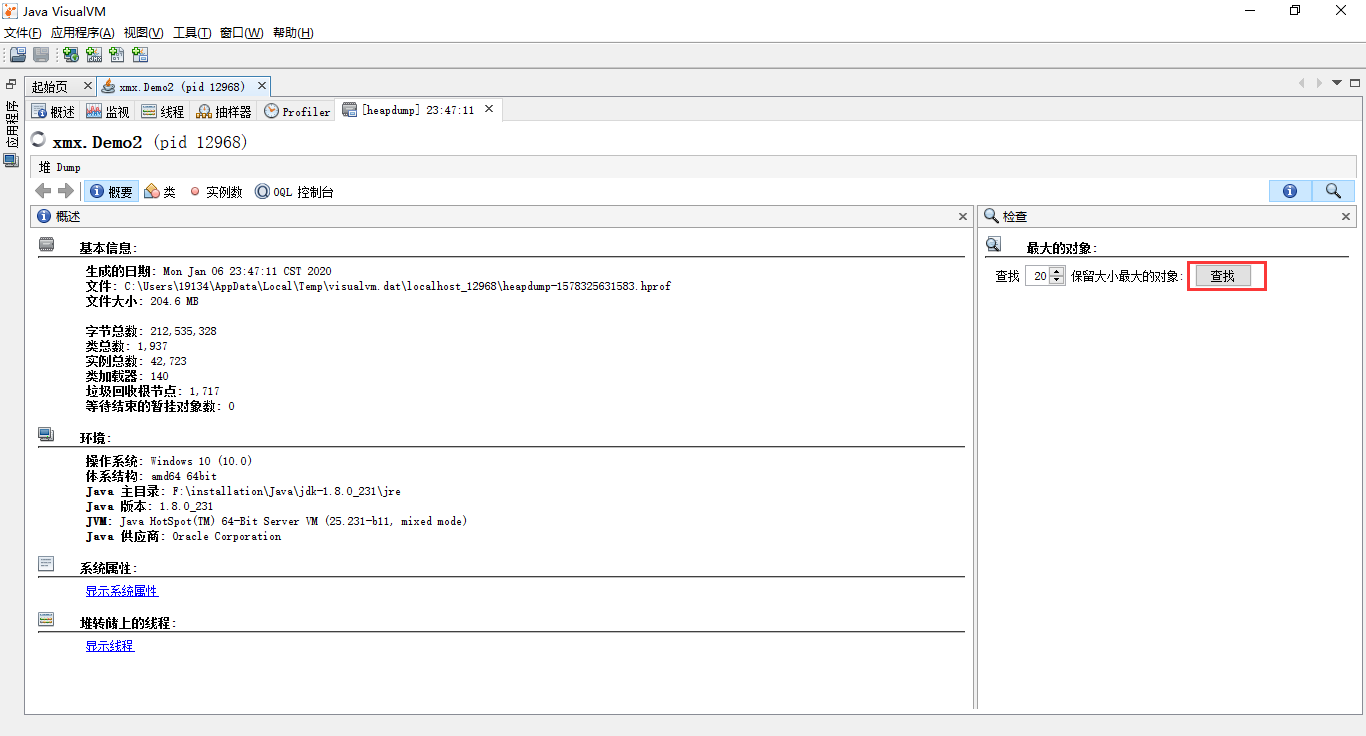 Java VisualVM
文件(F) 应用程序(A) 视图(V) 工具(T) 窗口(W) 帮助(H)
应用程序
起始页 xmx.Demo2 (pid 12968)
概述 监视 线程 抽样器 Profiler [heapdump] 23:47:11
xmx.Demo2 (pid 12968)
堆 Dump
概要 类 实例数 OQL 控制台
概述
基本信息:
生成的日期: Mon Jan 06 23:47:11 CST 2020
文件: C:\Users\19134\AppData\Local\Temp\visualvm.dat\localhost_12968\heapdump-1578325631583.hprof
文件大小: 204.6 MB
字节总数: 212,535,328
类总数: 1,937
实例总数: 42,723
类加载器: 140
垃圾回收根节点: 1,717
等待结束的暂挂对象数: 0
环境:
操作系统: Windows 10 (10.0)
体系结构: amd64 64bit
Java 主目录: F:\installation\Java\jdk-1.8.0_231\jre
Java 版本: 1.8.0_231
JVM: Java HotSpot(TM) 64-Bit Server VM (25.231-b11, mixed mode)
Java 供应商: Oracle Corporation
系统属性:
显示系统属性
堆转储上的线程:
显示线程
检查
最大的对象:
查找 20 保留大小最大的对象: 查找